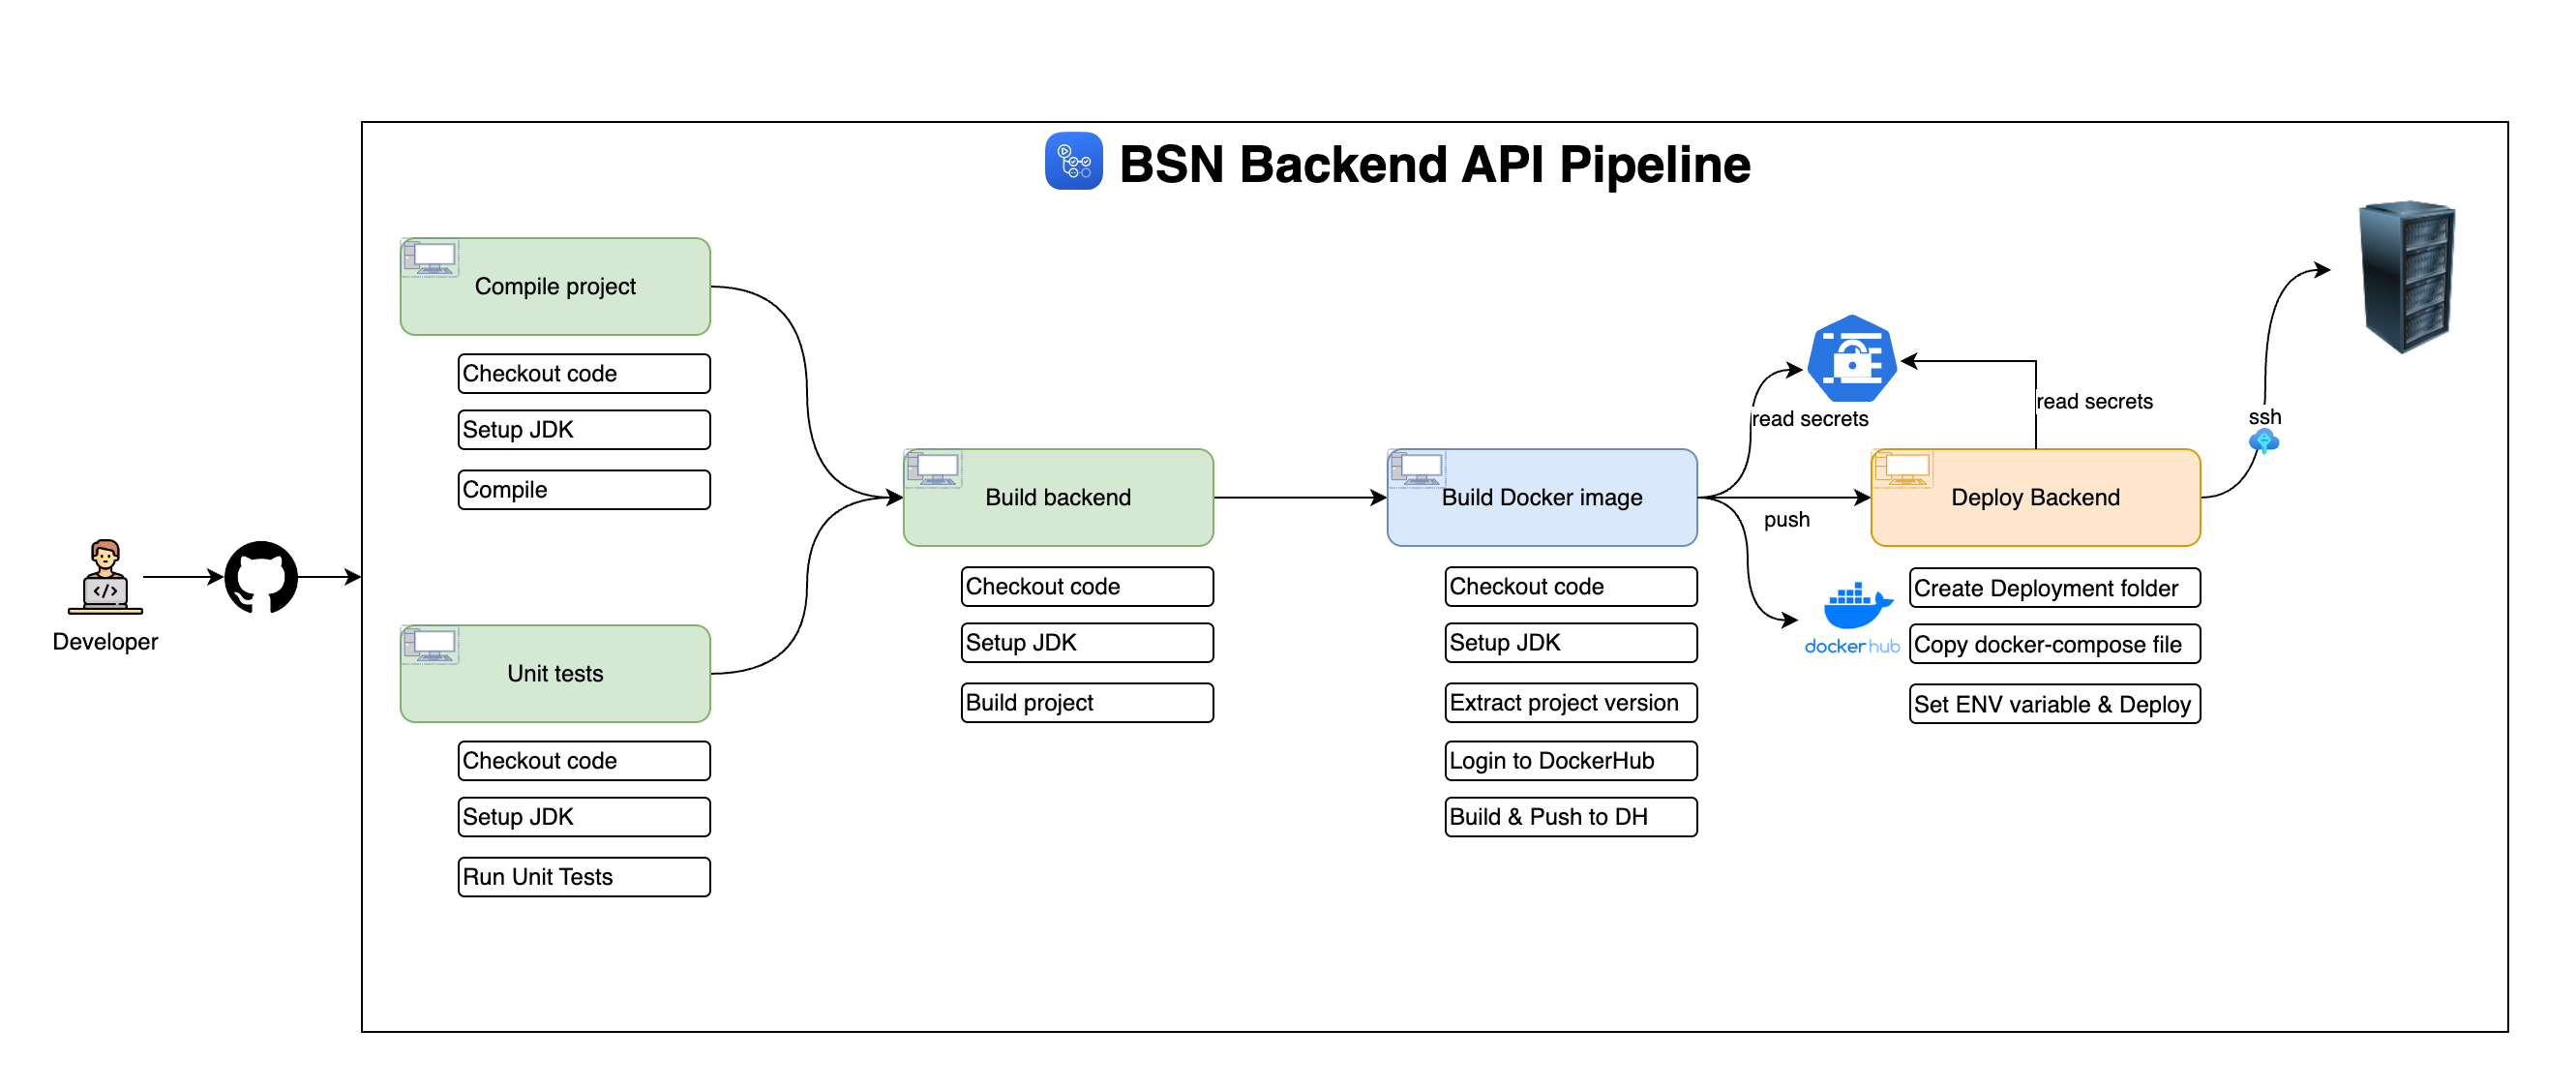 BSN Backend API Pipeline
Developer
Compile project
Checkout code
Setup JDK
Compile
Unit tests
Checkout code
Setup JDK
Run Unit Tests
Build backend
Checkout code
Setup JDK
Build project
Build Docker image
Checkout code
Setup JDK
Extract project version
Login to DockerHub
Build & Push to DH
read secrets
push
docker hub
read secrets
Deploy Backend
Create Deployment folder
Copy docker-compose file
Set ENV variable & Deploy
ssh